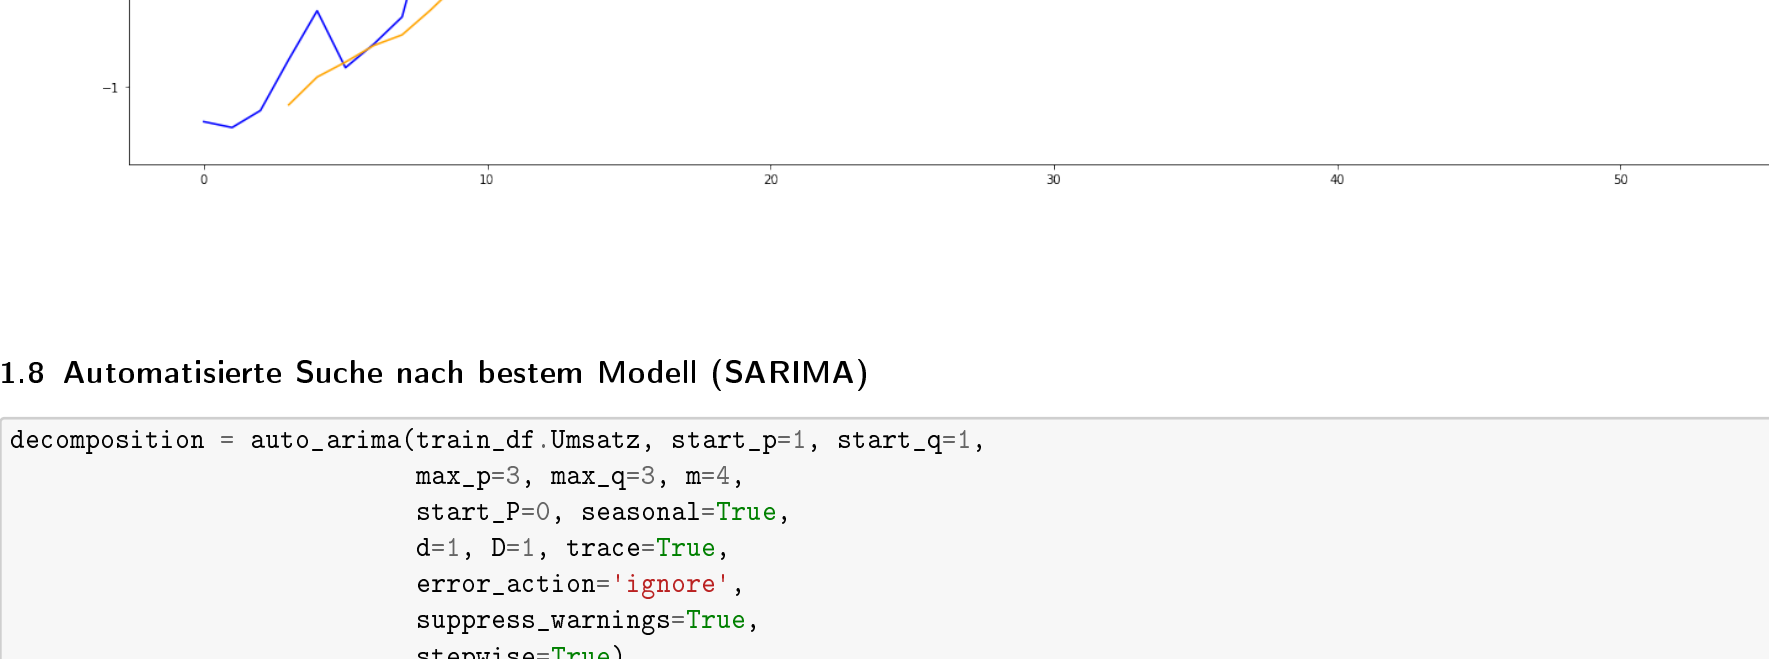 −1
0 10 20 30 40 50
1.8 Automatisierte Suche nach bestem Modell (SARIMA)
decomposition = auto_arima(train_df.Umsatz, start_p=1, start_q=1,
max_p=3, max_q=3, m=4,
start_P=0, seasonal=True,
d=1, D=1, trace=True,
error_action='ignore',
suppress_warnings=True,
stepwise=True)